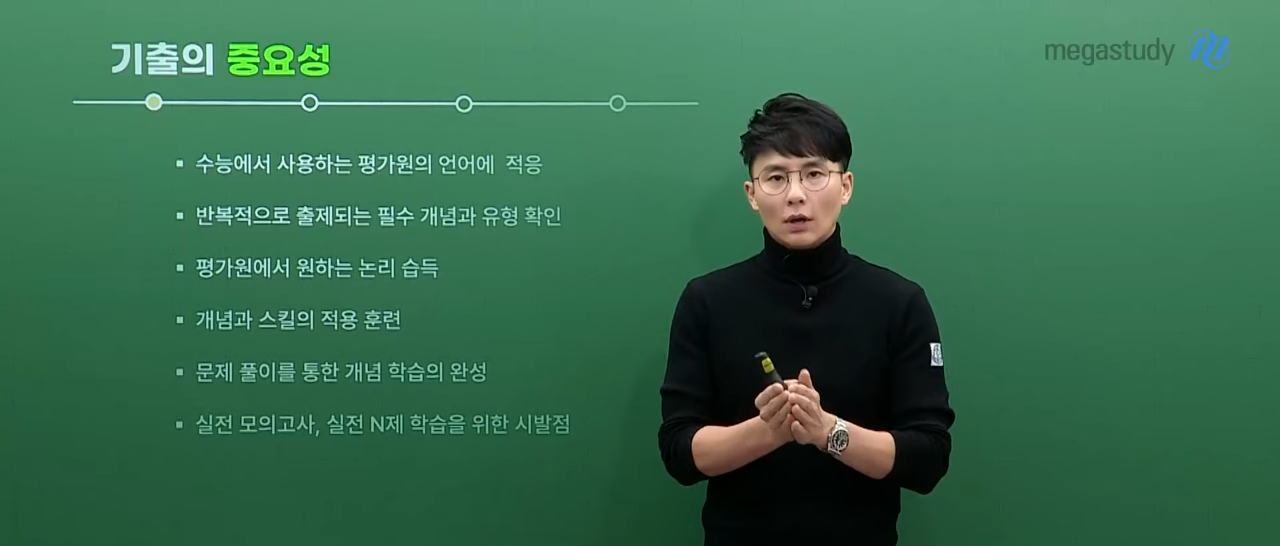 기출의 중요성
megastudy
▪ 수능에서 사용하는 평가원의 언어에 적응
▪ 반복적으로 출제되는 필수 개념과 유형 확인
▪ 평가원에서 원하는 논리 습득
▪ 개념과 스킬의 적용 훈련
▪ 문제 풀이를 통한 개념 학습의 완성
▪ 실전 모의고사, 실전 N제 학습을 위한 시발점